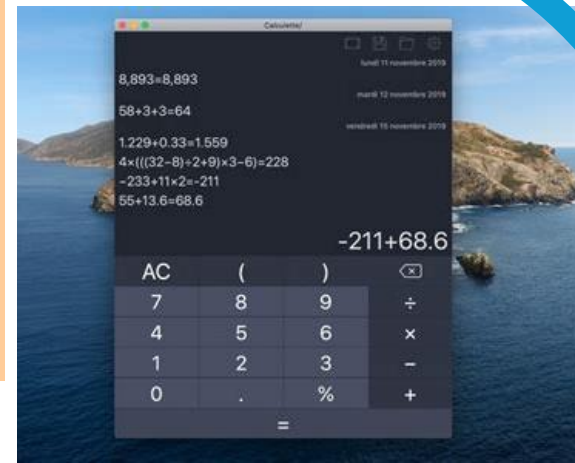 Calculette/
lundi 11 novembre 2019
8,893=8,893
mardi 12 novembre 2019
58+3+3=64
vendredi 15 novembre 2019
1.229+0.33=1.559
4×(((32−8)÷2+9)×3−6)=228
−233+11×2=-211
55+13.6=68.6
-211+68.6
AC ( )
7 8 9 ÷
4 5 6 ×
1 2 3 −
0 . % +
=